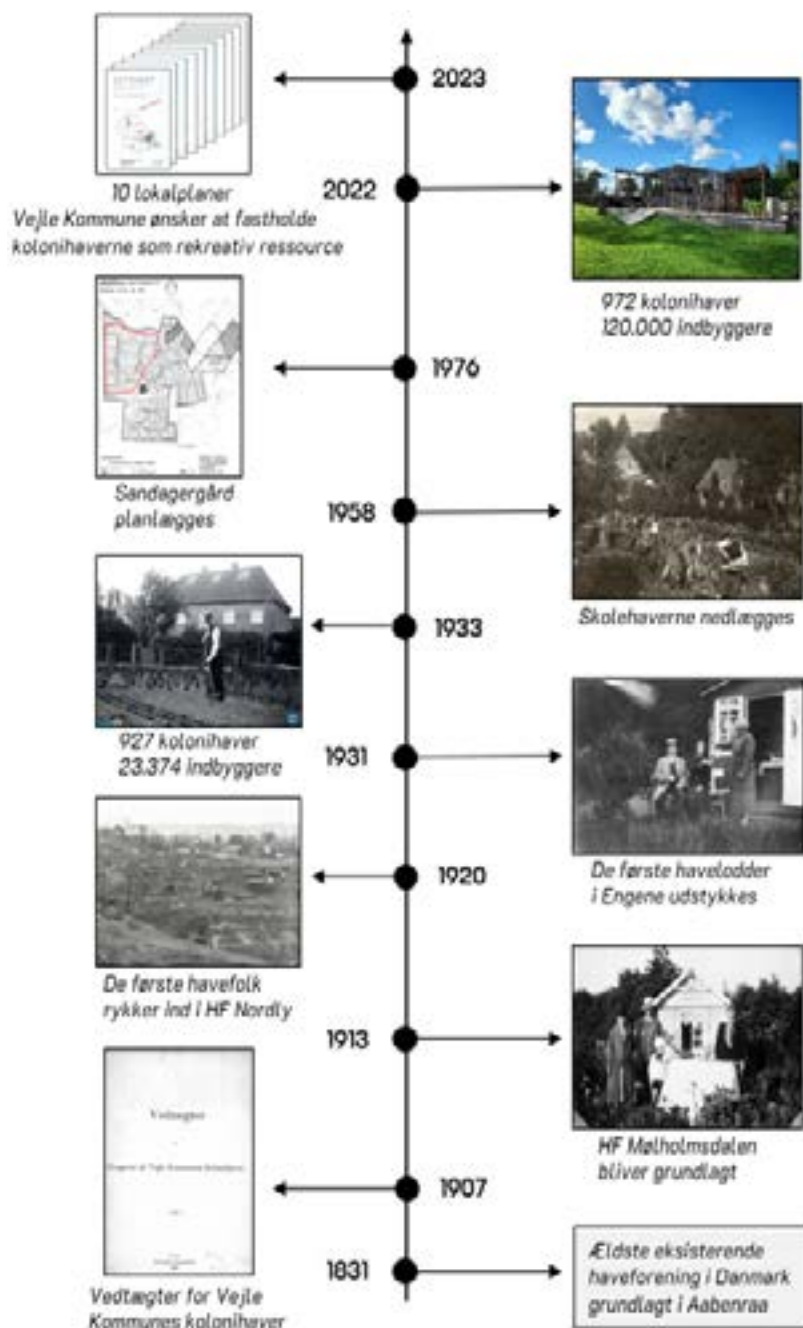 2023
10 lokalplaner
Vejle Kommune ønsker at fastholde
kolonihaverne som rekreativ ressource
2022
972 kolonihaver
120.000 indbyggere
1976
Sandagergård
planlægges
1958
Skolehaverne nedlægges
1933
927 kolonihaver
23.374 indbyggere
1931
De første havelodder
i Engene udstykkes
1920
De første havefolk
rykker ind i HF Nordly
1913
HF Mølholmsdalen
bliver grundlagt
1907
Vedtægter
Vedtægter for Vejle
Kommunes kolonihaver
1831
Ældste eksisterende
haveforening i Danmark
grundlagt i Aabenraa